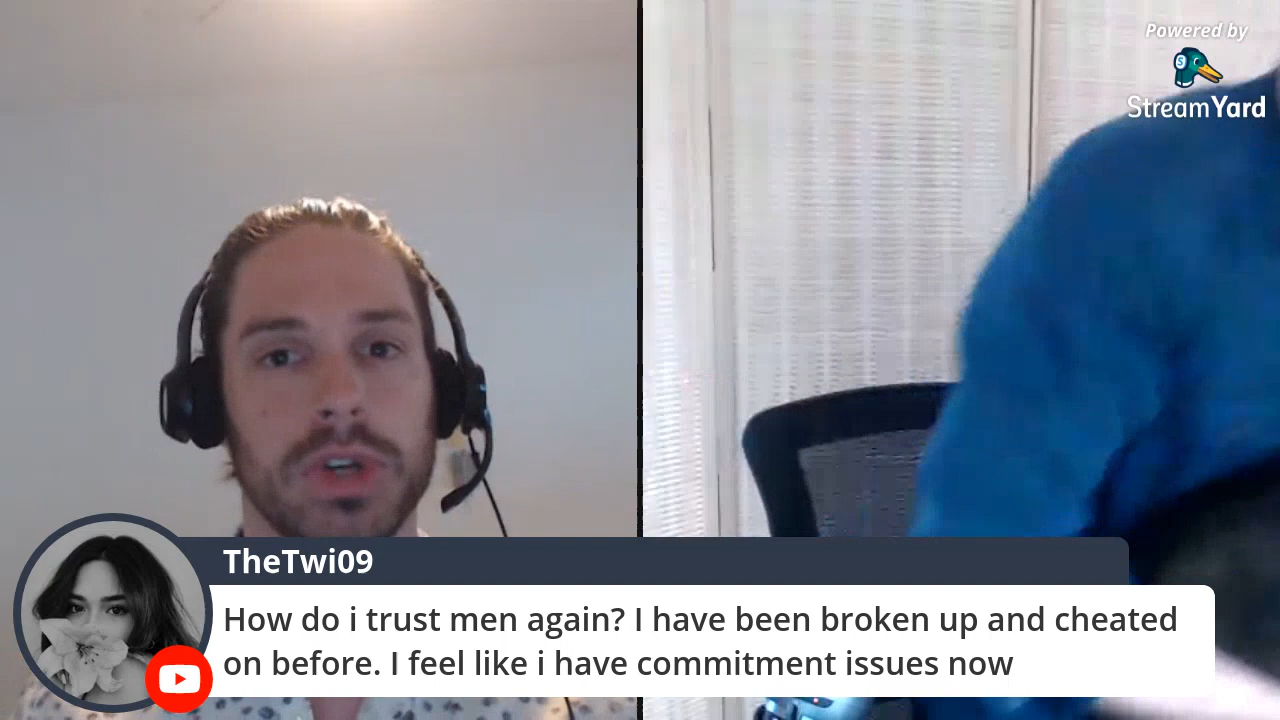 Powered by
StreamYard
TheTwi09
How do i trust men again? I have been broken up and cheated
on before. I feel like i have commitment issues now